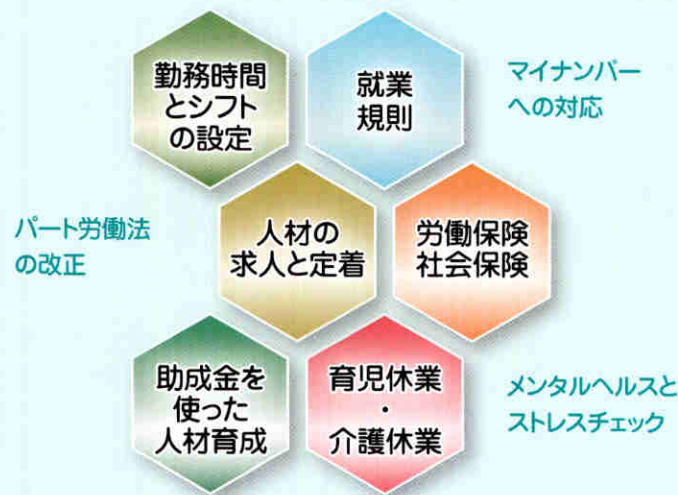 勤務時間
とシフト
の設定
就業
規則
マイナンバー
への対応
パート労働法
の改正
人材の
求人と定着
労働保険
社会保険
助成金を
使った
人材育成
育児休業
・
介護休業
メンタルヘルスと
ストレスチェック